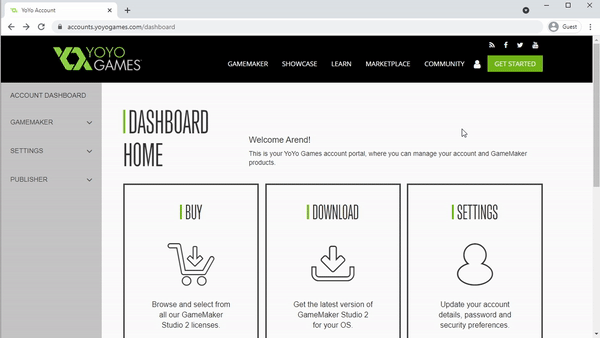 YoYo Account
accounts.yoyogames.com/dashboard
Guest
YOYO
GAMES
GAMEMAKER
SHOWCASE
LEARN
MARKETPLACE
COMMUNITY
GET STARTED
ACCOUNT DASHBOARD
GAMEMAKER
SETTINGS
PUBLISHER
DASHBOARD
HOME
Welcome Arend!
This is your YoYo Games account portal, where you can manage your account and GameMaker
products.
BUY
Browse and select from
all our GameMaker
Studio 2 licenses.
DOWNLOAD
Get the latest version of
GameMaker Studio 2
for your OS.
SETTINGS
Update your account
details, password and
security preferences.